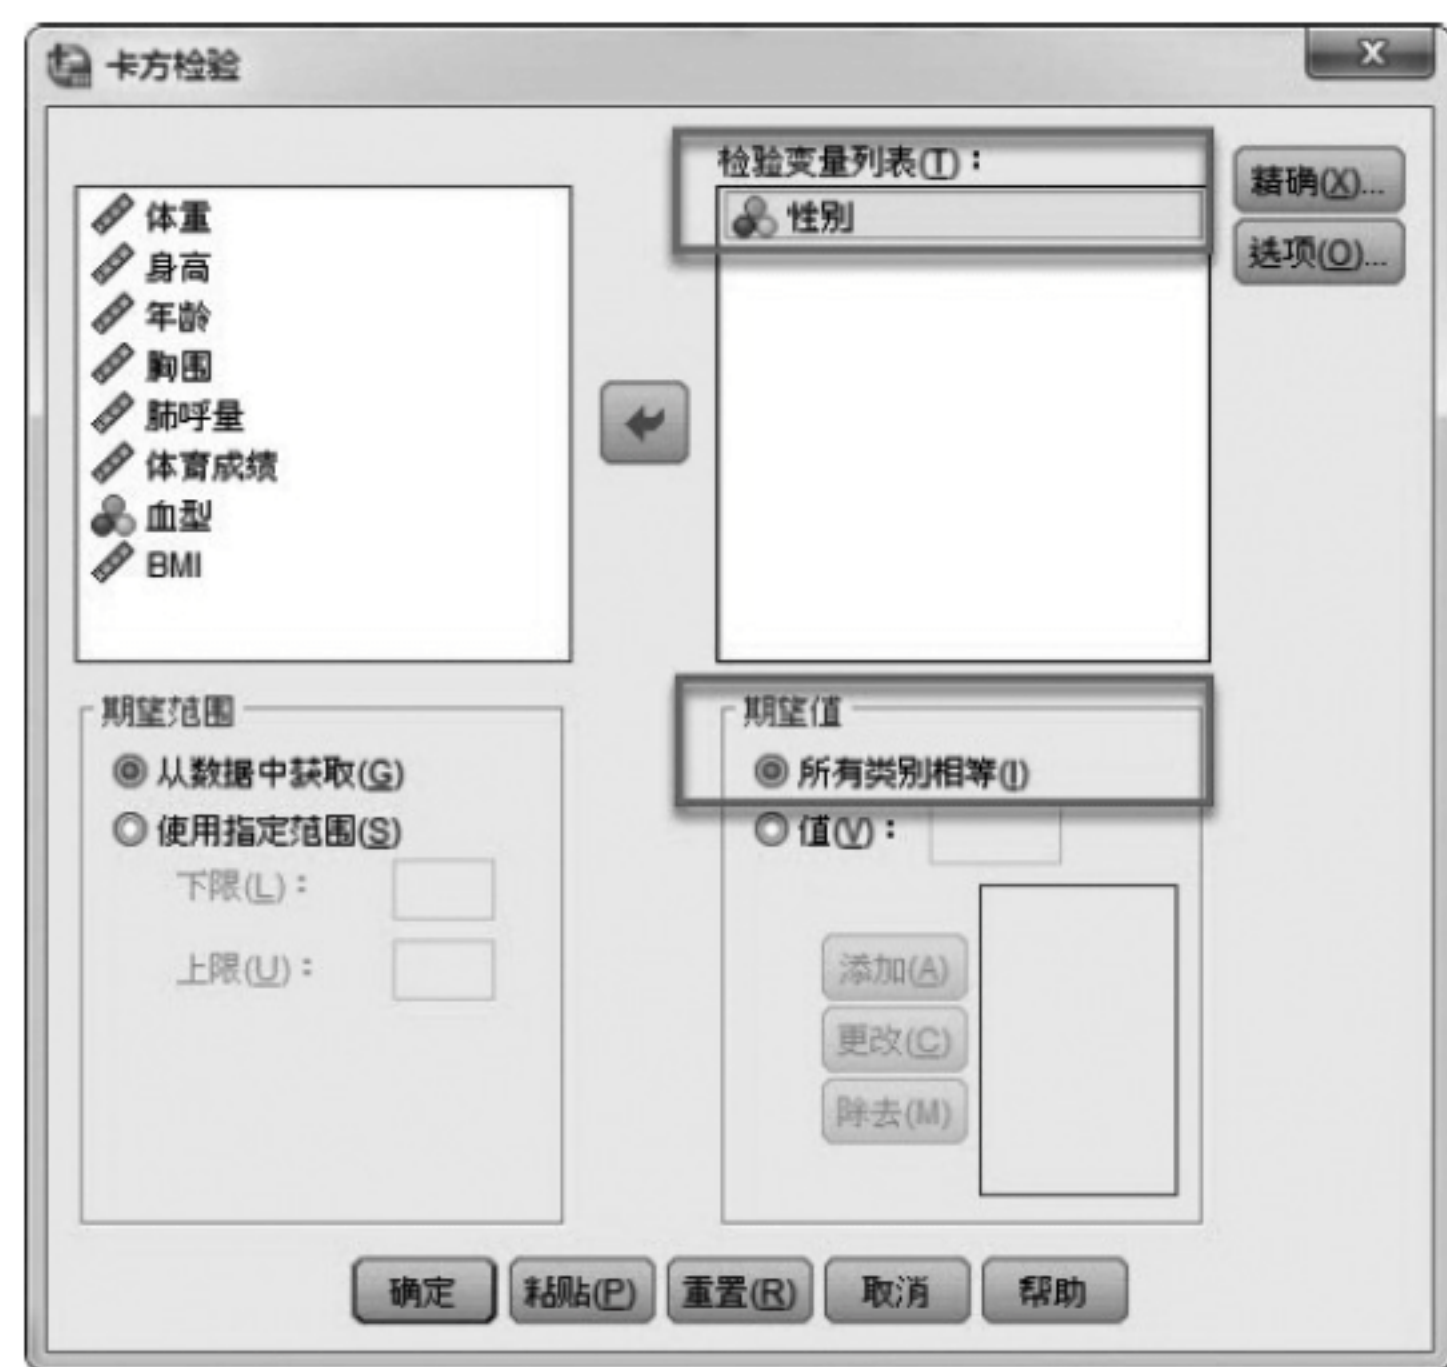 卡方检验
x
检验变量列表(T)：
性别
精确(X)...
选项(O)...
体重
身高
年龄
胸围
肺呼量
体育成绩
血型
BMI
期望范围
从数据中获取(G)
使用指定范围(S)
下限(L)：
上限(U)：
期望值
所有类别相等(I)
值(V)：
添加(A)
更改(C)
除去(M)
确定
粘贴(P)
重置(R)
取消
帮助